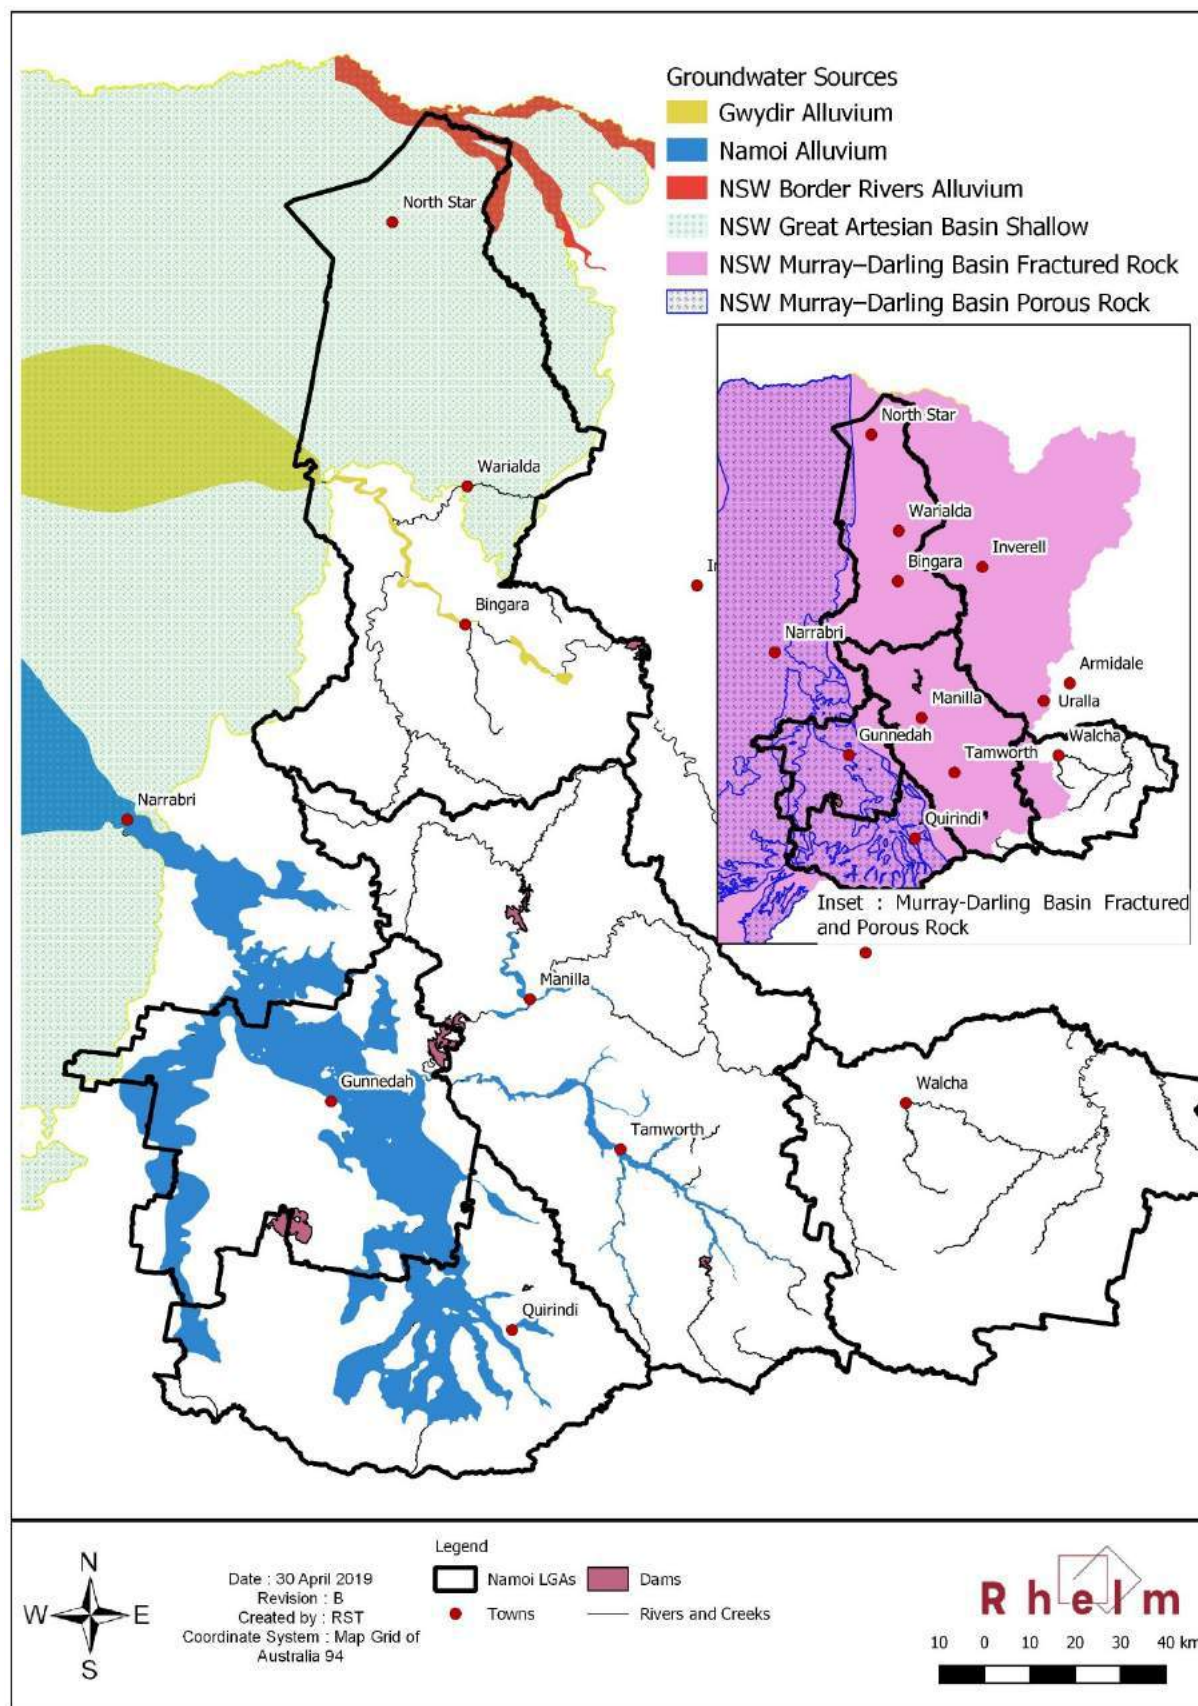 Groundwater Sources
Gwydir Alluvium
Namoi Alluvium
NSW Border Rivers Alluvium
NSW Great Artesian Basin Shallow
NSW Murray–Darling Basin Fractured Rock
NSW Murray–Darling Basin Porous Rock
North Star
Warialda
Bingara
Narrabri
Manilla
Gunnedah
Tamworth
Walcha
Quirindi
North Star
Warialda
Inverell
Bingara
Narrabri
Armidale
Manilla
Uralla
Gunnedah
Walcha
Tamworth
Quirindi
Inset : Murray-Darling Basin Fractured
and Porous Rock
N
W E
S
Date : 30 April 2019
Revision : B
Created by : RST
Coordinate System : Map Grid of
Australia 94
Legend
Namoi LGAs
Dams
Towns
Rivers and Creeks
Rhelm
10 0 10 20 30 40 km